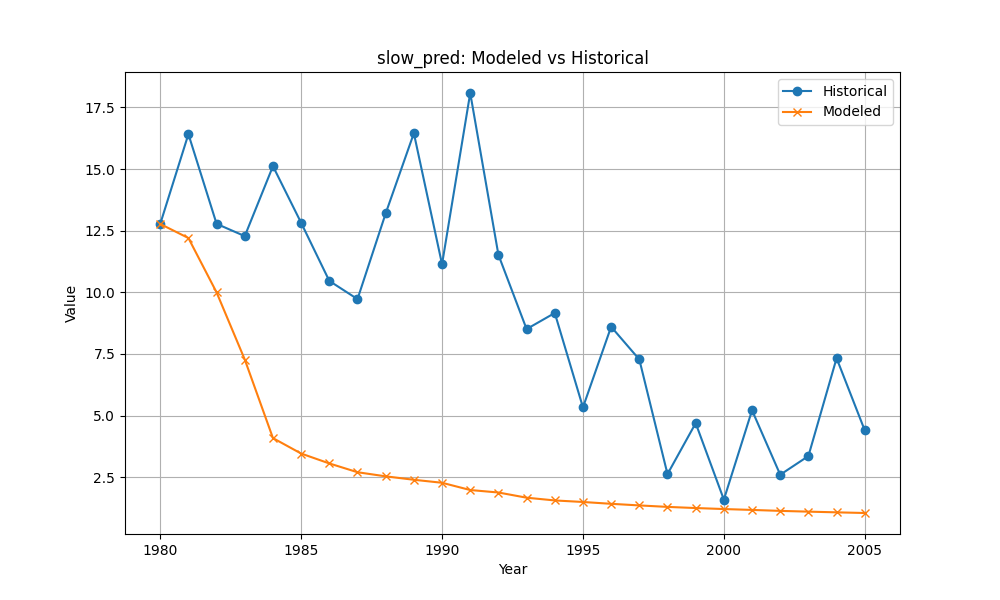 slow_pred: Modeled vs Historical
Historical
Modeled
17.5
15.0
12.5
10.0
7.5
5.0
2.5
Value
1980
1985
1990
1995
2000
2005
Year